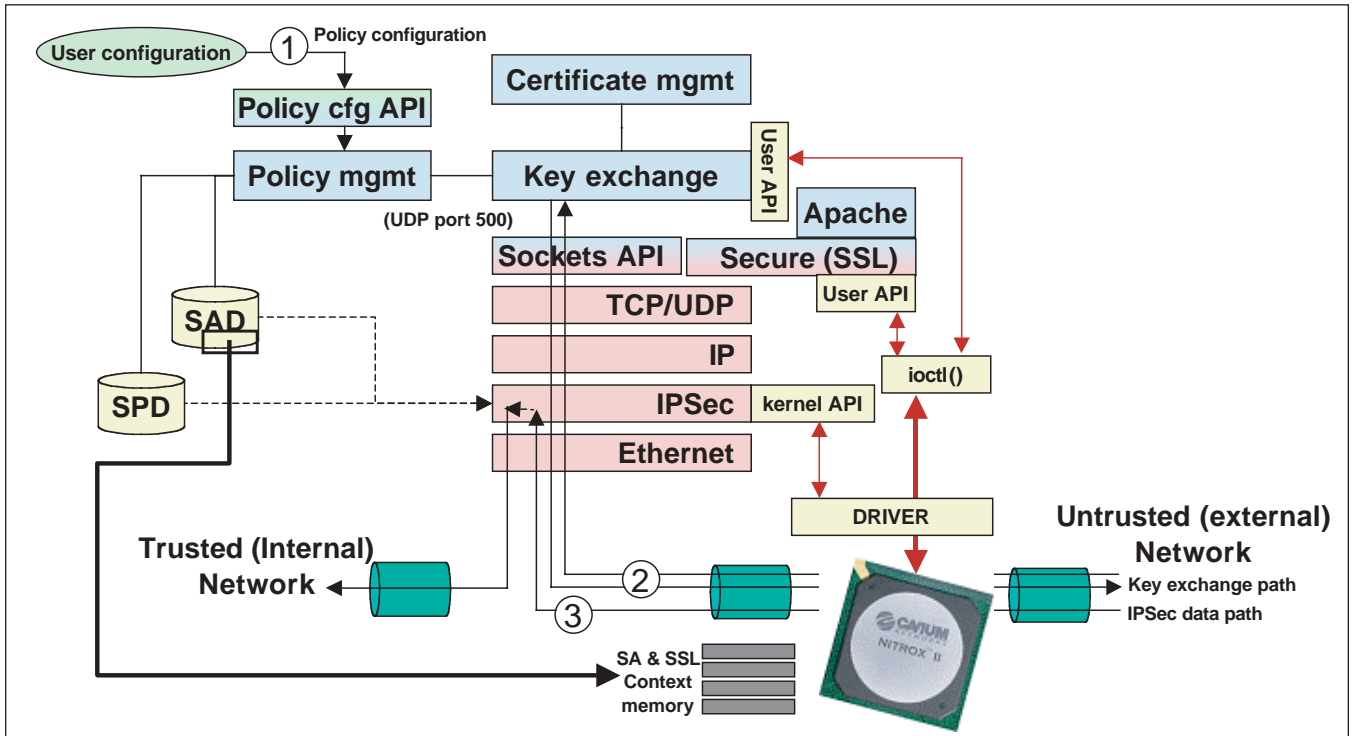 User configuration
1
Policy configuration
Certificate mgmt
Policy cfg API
User API
Policy mgmt
Key exchange
(UDP port 500)
Apache
Sockets API
Secure (SSL)
User API
SAD
TCP/UDP
IP
ioctl()
SPD
IPSec
kernel API
Ethernet
DRIVER
Untrusted (external)
Network
Trusted (Internal)
Network
2
Key exchange path
3
IPSec data path
CAVIUM
NETWORKS
NITROX™ II
SA & SSL
Context
memory